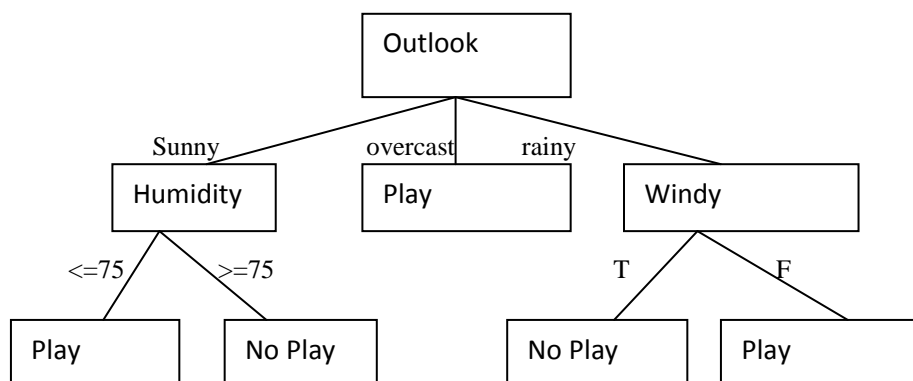 Outlook
Sunny
overcast
rainy
Humidity
Play
Windy
<=75
>=75
T
F
Play
No Play
No Play
Play